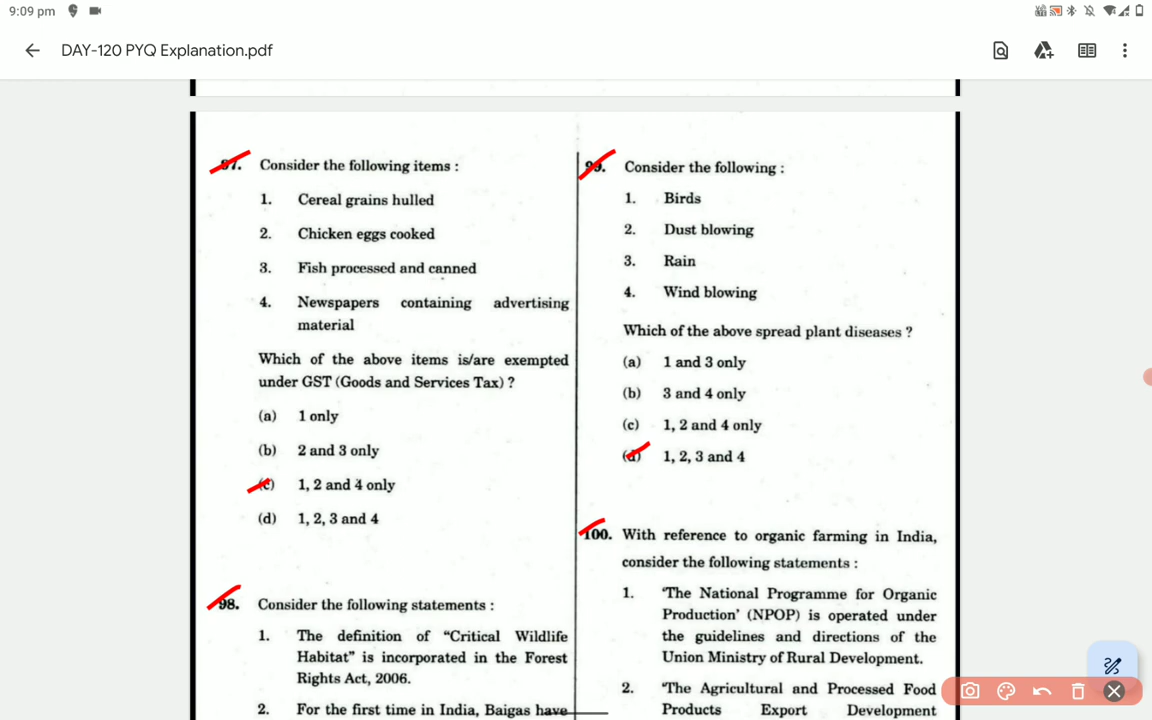 9:09 pm
DAY-120 PYQ Explanation.pdf
97. Consider the following items :
1. Cereal grains hulled
2. Chicken eggs cooked
3. Fish processed and canned
4. Newspapers containing advertising
material
Which of the above items is/are exempted
under GST (Goods and Services Tax) ?
(a) 1 only
(b) 2 and 3 only
(c) 1, 2 and 4 only
(d) 1, 2, 3 and 4
98. Consider the following statements :
1. The definition of “Critical Wildlife
Habitat” is incorporated in the Forest
Rights Act, 2006.
2. For the first time in India, Baigas have
99. Consider the following :
1. Birds
2. Dust blowing
3. Rain
4. Wind blowing
Which of the above spread plant diseases ?
(a) 1 and 3 only
(b) 3 and 4 only
(c) 1, 2 and 4 only
(d) 1, 2, 3 and 4
100. With reference to organic farming in India,
consider the following statements :
1. ‘The National Programme for Organic
Production’ (NPOP) is operated under
the guidelines and directions of the
Union Ministry of Rural Development.
2. ‘The Agricultural and Processed Food
Products Export Development